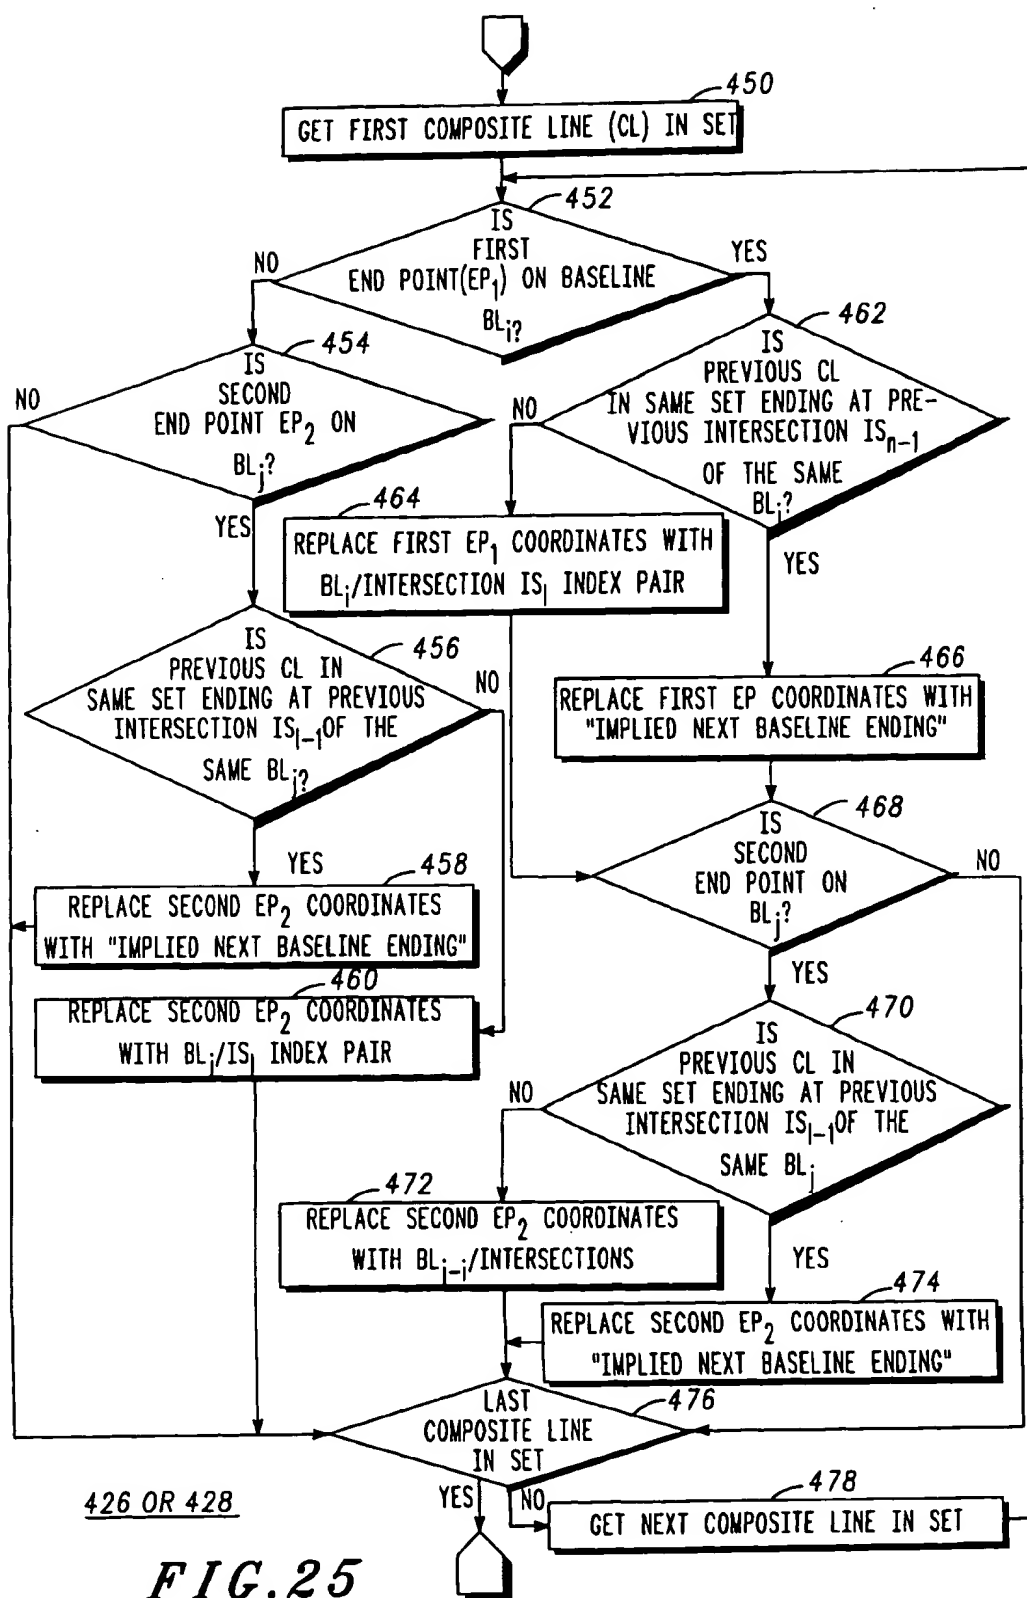 450
GET FIRST COMPOSITE LINE (CL) IN SET
452
IS
FIRST
END POINT(EP1) ON BASELINE
BLi?
NO
YES
454
IS
SECOND
END POINT EP2 ON
BLj?
NO
YES
462
IS
PREVIOUS CL
IN SAME SET ENDING AT PRE-
VIOUS INTERSECTION ISn-1
OF THE SAME
BLi?
NO
YES
464
REPLACE FIRST EP1 COORDINATES WITH
BLi/INTERSECTION ISl INDEX PAIR
456
IS
PREVIOUS CL IN
SAME SET ENDING AT PREVIOUS
INTERSECTION ISl-1 OF THE
SAME BLj?
NO
YES
466
REPLACE FIRST EP COORDINATES WITH
"IMPLIED NEXT BASELINE ENDING"
468
IS
SECOND
END POINT ON
BLj?
NO
YES
458
REPLACE SECOND EP2 COORDINATES
WITH "IMPLIED NEXT BASELINE ENDING"
460
REPLACE SECOND EP2 COORDINATES
WITH BLj/ISl INDEX PAIR
470
IS
PREVIOUS CL IN
SAME SET ENDING AT PREVIOUS
INTERSECTION ISl-1 OF THE
SAME BLj
NO
YES
472
REPLACE SECOND EP2 COORDINATES
WITH BLj-i/INTERSECTIONS
474
REPLACE SECOND EP2 COORDINATES WITH
"IMPLIED NEXT BASELINE ENDING"
476
LAST
COMPOSITE LINE
IN SET
YES
NO
478
GET NEXT COMPOSITE LINE IN SET
426 OR 428
FIG.25